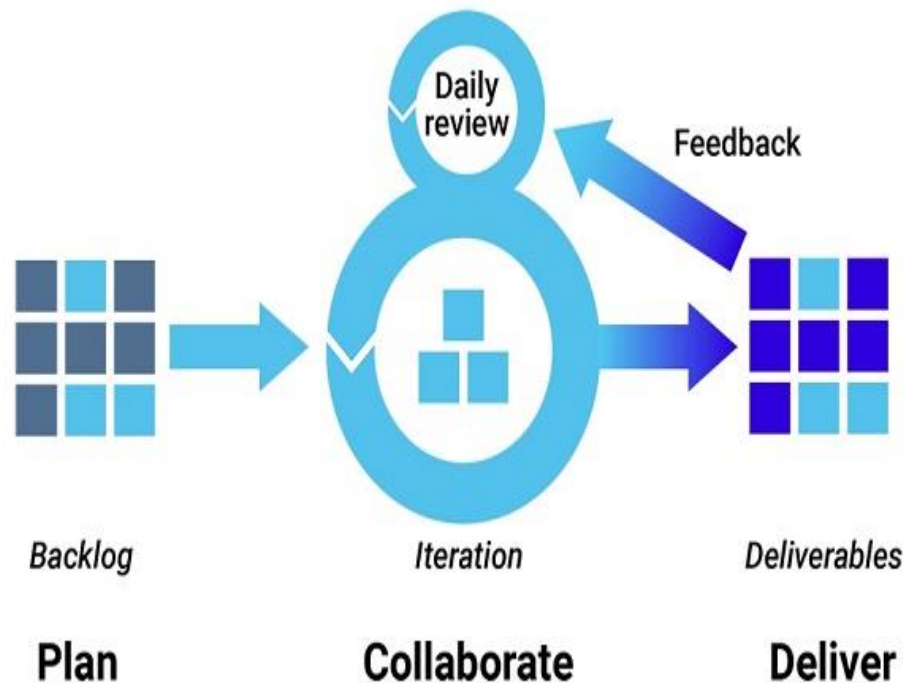 Daily
review
Feedback
Backlog
Iteration
Deliverables
Plan
Collaborate
Deliver